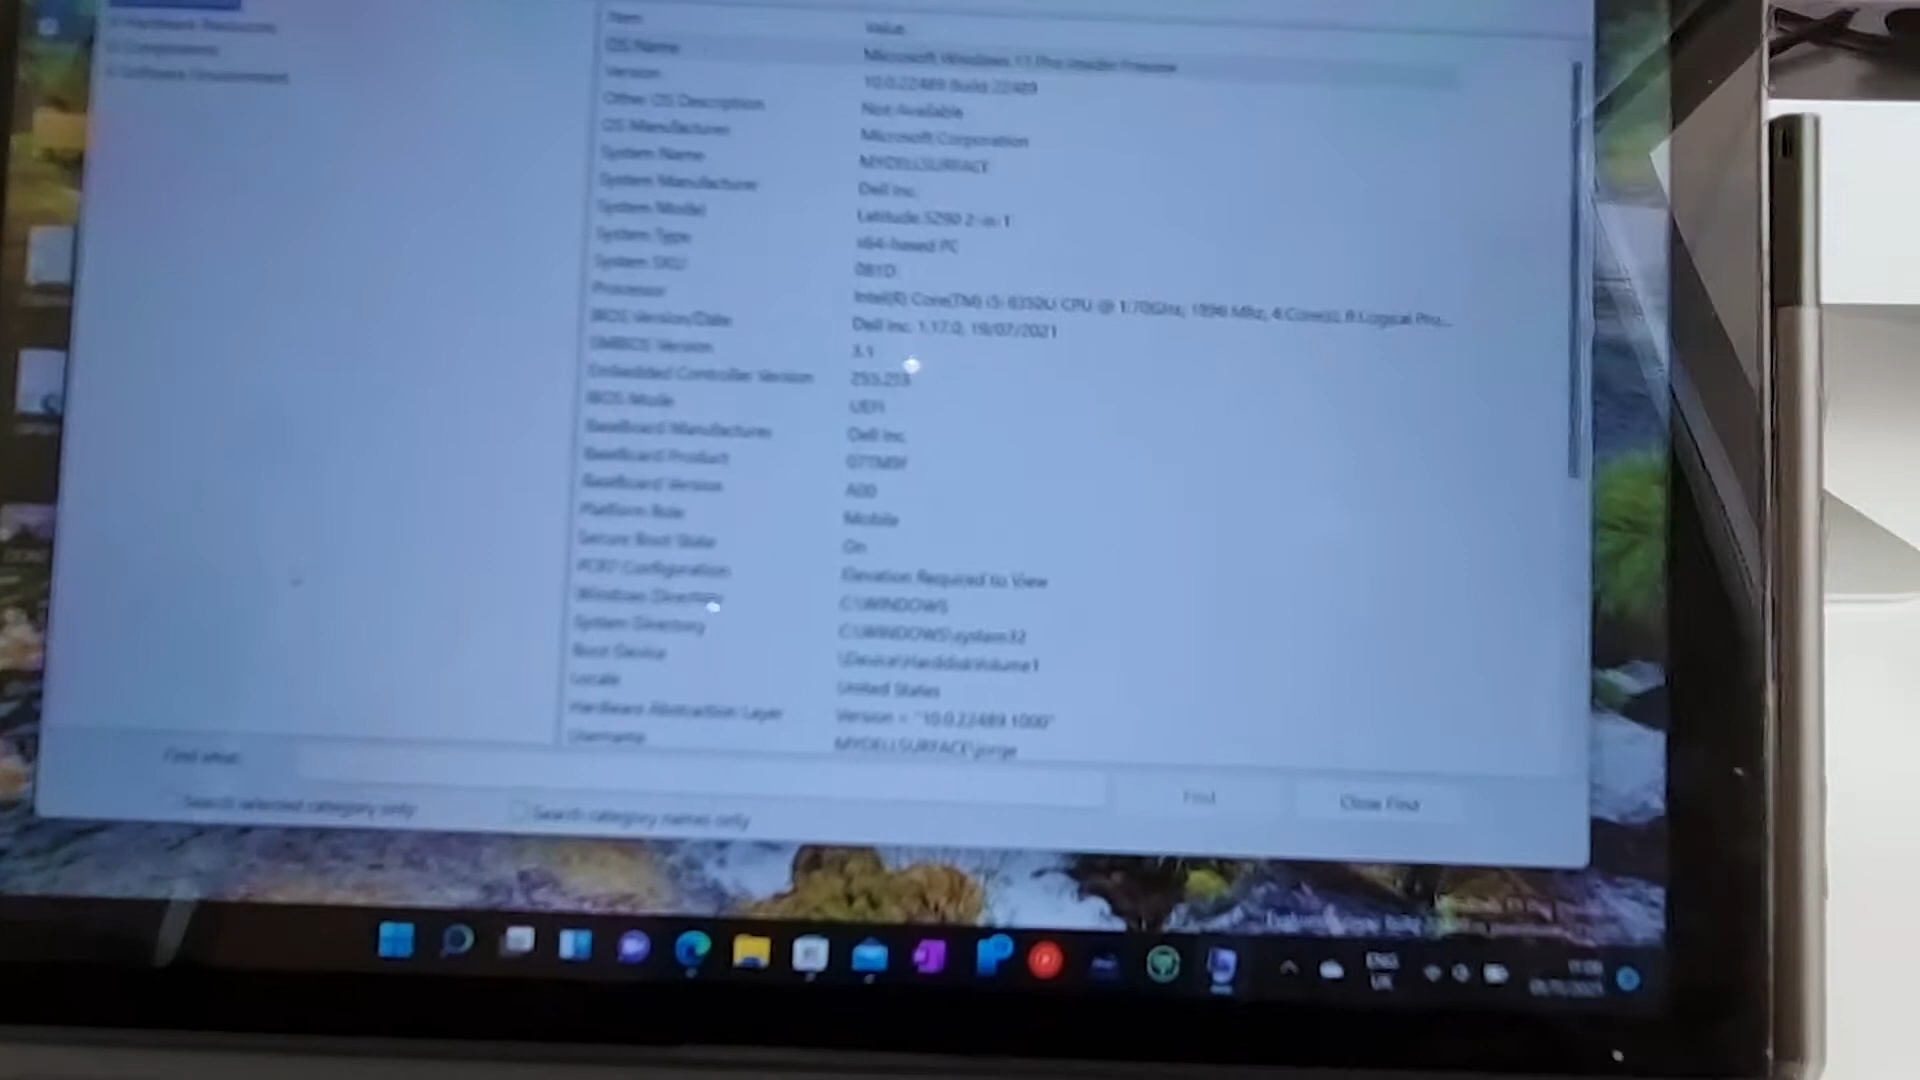 Hardware Resources
Components
Software Environment
Item Value
OS Name Microsoft Windows 11 Pro Insider Preview
Version 10.0.22489 Build 22489
Other OS Description Not Available
OS Manufacturer Microsoft Corporation
System Name MYDELLSURFACE
System Manufacturer Dell Inc.
System Model Latitude 5290 2-in-1
System Type x64-based PC
System SKU 081D
Processor Intel(R) Core(TM) i5-8350U CPU @ 1.70GHz, 1896 Mhz, 4 Core(s), 8 Logical Pro...
BIOS Version/Date Dell Inc. 1.17.0, 19/07/2021
SMBIOS Version 3.1
Embedded Controller Version 255.255
BIOS Mode UEFI
BaseBoard Manufacturer Dell Inc.
BaseBoard Product
BaseBoard Version A00
Platform Role Mobile
Secure Boot State On
PCR7 Configuration Elevation Required to View
Windows Directory C:\WINDOWS
System Directory C:\WINDOWS\system32
Boot Device \Device\HarddiskVolume1
Locale United States
Hardware Abstraction Layer Version = "10.0.22489.1000"
Username MYDELLSURFACE\jorge
Find what: Find Close Find
Search selected category only Search category names only
ENG
UK